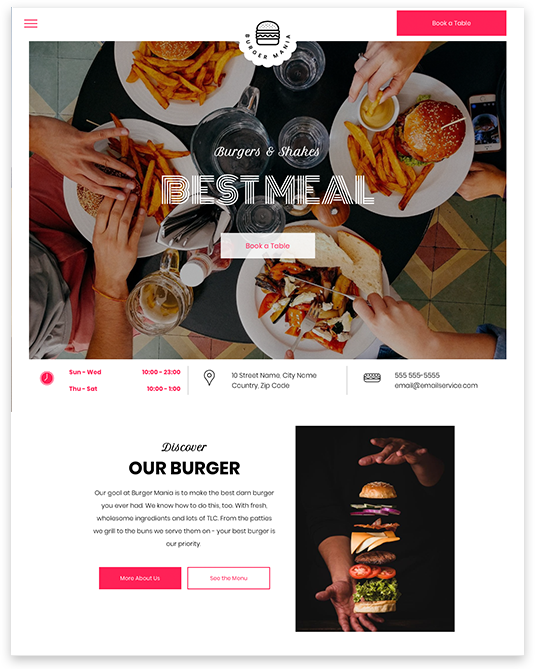 Book a Table
BURGER MANIA
Burgers & Shakes
BEST MEAL
Book a Table
Sun - Wed 10:00 - 23:00
Thu - Sat 10:00 - 1:00
10 Street Name, City Name
Country, Zip Code
555 555-5555
email@emailservice.com
Discover
OUR BURGER
Our goal at Burger Mania is to make the best darn burger
you ever had. We know how to do this, too. With fresh,
wholesome ingredients and lots of TLC. From the patties
we grill to the buns we serve them on - your best burger is
our priority.
More About Us
See the Menu